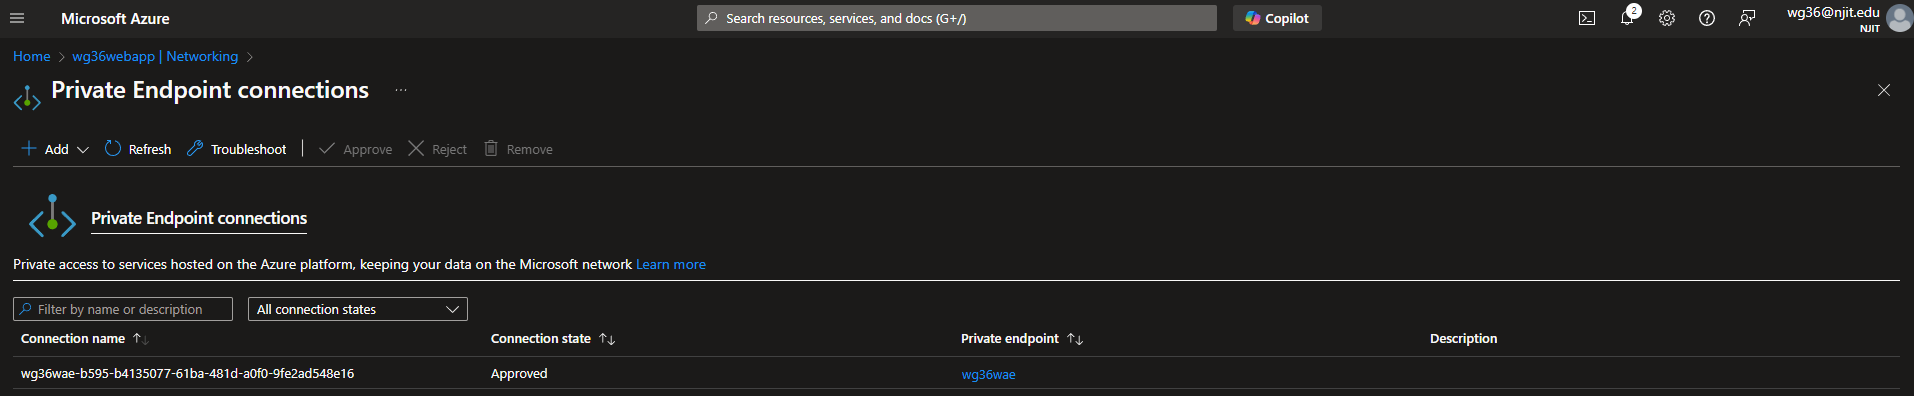 Microsoft Azure
Search resources, services, and docs (G+/)
Copilot
2
wg36@njit.edu
NJIT
Home > wg36webapp | Networking >
Private Endpoint connections ...
Add
Refresh
Troubleshoot
Approve
Reject
Remove
Private Endpoint connections
Private access to services hosted on the Azure platform, keeping your data on the Microsoft network Learn more
Filter by name or description
All connection states
Connection name
Connection state
Private endpoint
Description
wg36wae-b595-b4135077-61ba-481d-a0f0-9fe2ad548e16
Approved
wg36wae